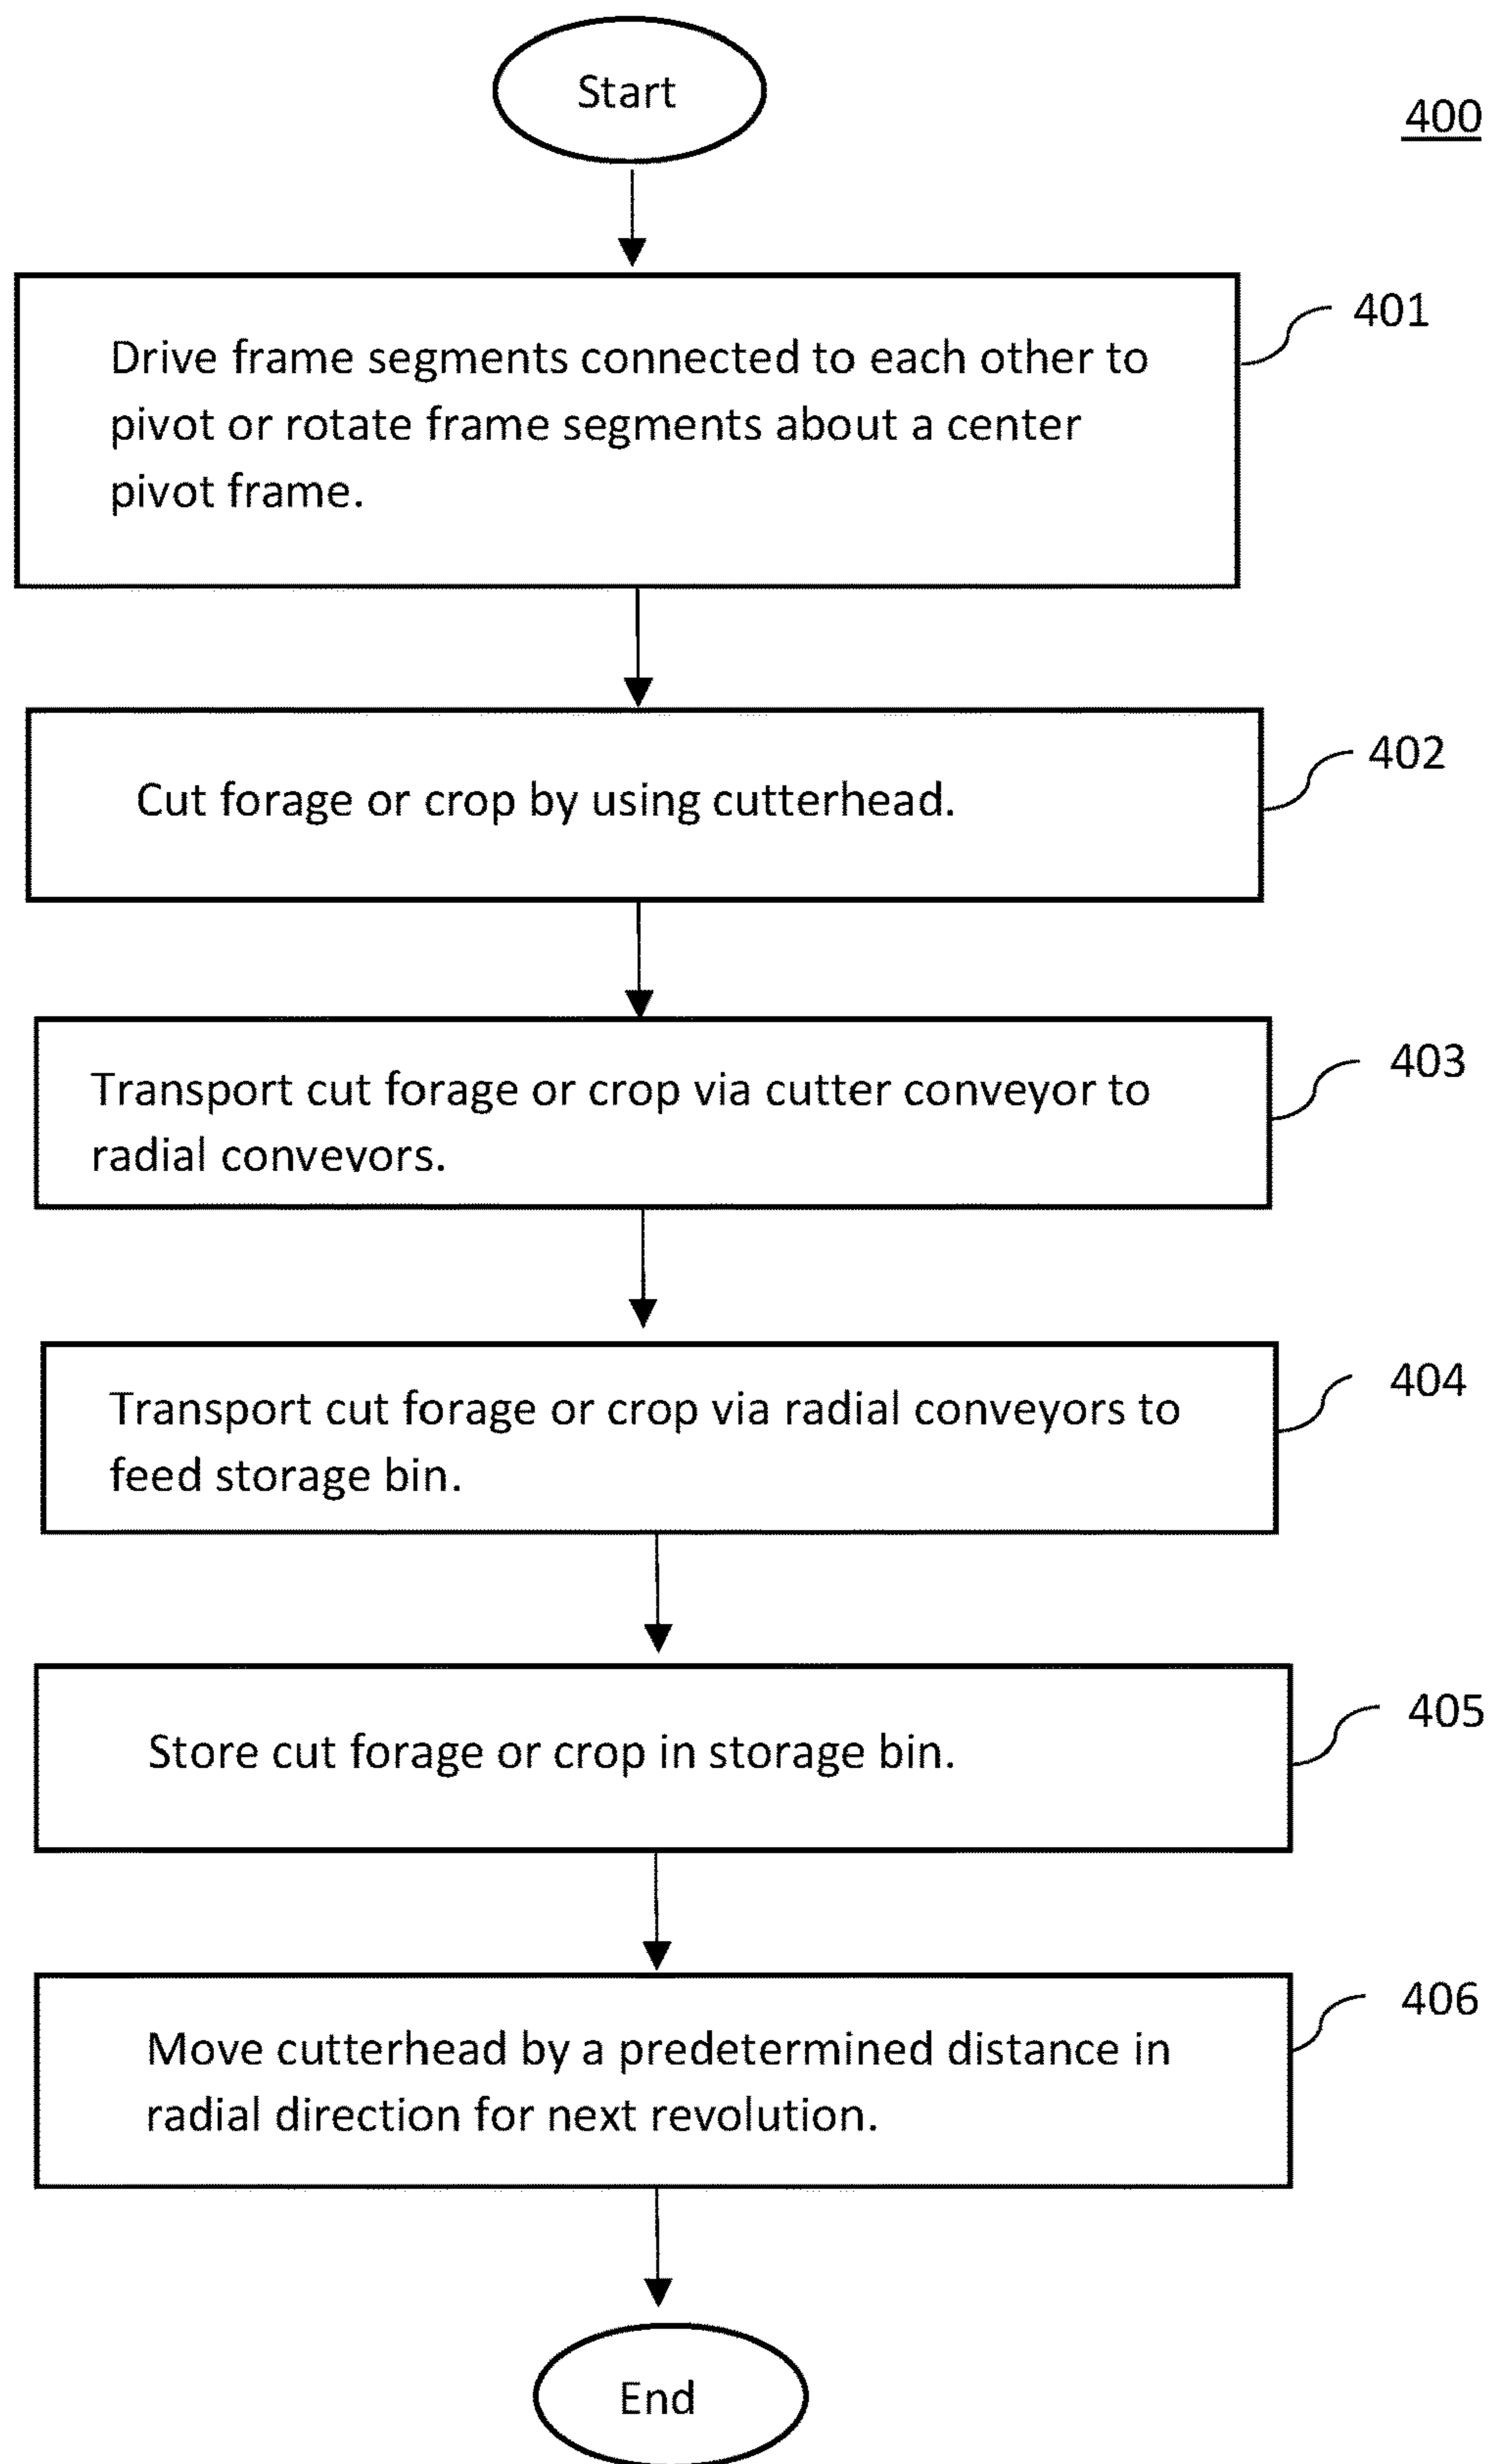 Start
400
401
Drive frame segments connected to each other to
pivot or rotate frame segments about a center
pivot frame.
402
Cut forage or crop by using cutterhead.
403
Transport cut forage or crop via cutter conveyor to
radial convevors.
404
Transport cut forage or crop via radial conveyors to
feed storage bin.
405
Store cut forage or crop in storage bin.
406
Move cutterhead by a predetermined distance in
radial direction for next revolution.
End